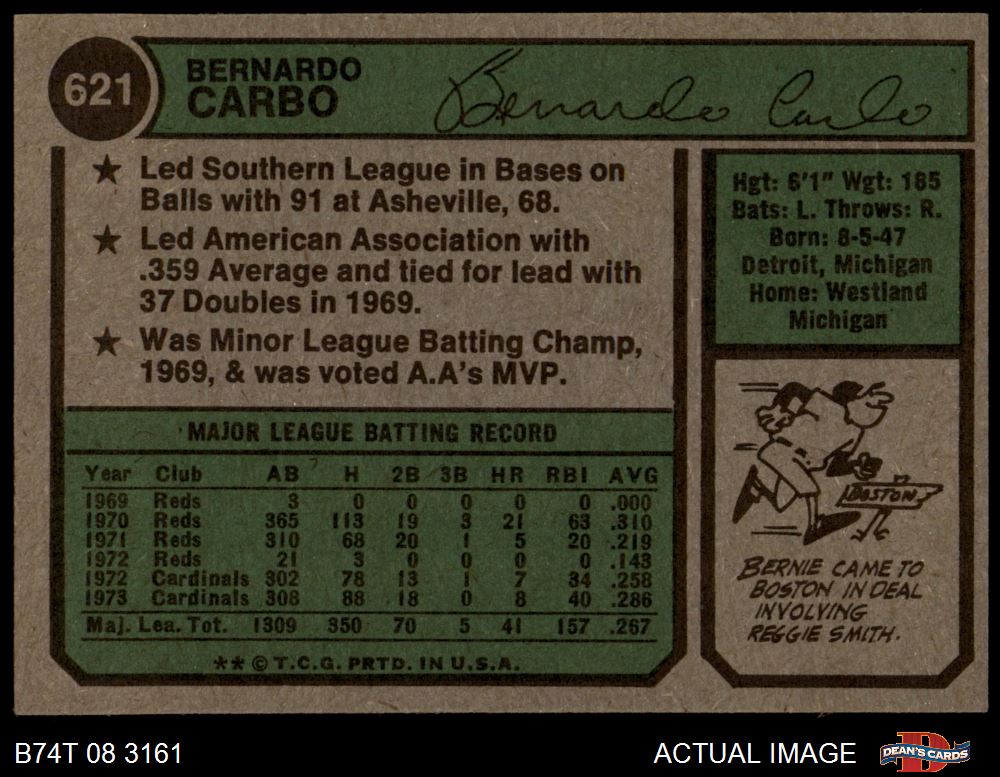 621
BERNARDO
CARBO
Bernardo Carbo
★ Led Southern League in Bases on
Balls with 91 at Asheville, 68.
★ Led American Association with
.359 Average and tied for lead with
37 Doubles in 1969.
★ Was Minor League Batting Champ,
1969, & was voted A.A's MVP.
Hgt: 6'1" Wgt: 185
Bats: L. Throws: R.
Born: 8-5-47
Detroit, Michigan
Home: Westland
Michigan
MAJOR LEAGUE BATTING RECORD
Year Club AB H 2B 3B HR RBI AVG
1969 Reds 3 0 0 0 0 0 .000
1970 Reds 365 113 19 3 21 63 .310
1971 Reds 310 68 20 1 5 20 .219
1972 Reds 21 3 0 0 0 0 .143
1972 Cardinals 302 78 13 1 7 34 .258
1973 Cardinals 308 88 18 0 8 40 .286
Maj. Lea. Tot. 1309 350 70 5 41 157 .267
** © T.C.G. PRTD. IN U.S.A.
BOSTON
BERNIE CAME TO
BOSTON IN DEAL
INVOLVING
REGGIE SMITH.
B74T 08 3161
ACTUAL IMAGE
D
DEAN'S CARDS